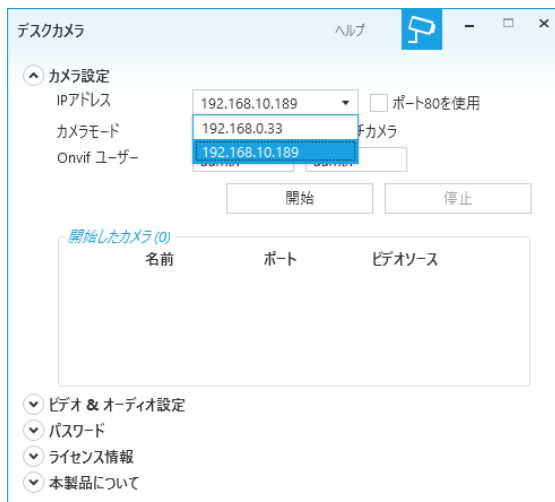 デスクカメラ ヘルプ
カメラ設定
IPアドレス 192.168.10.189 ポート80を使用
カメラモード 192.168.0.33 チカメラ
Onvif ユーザー 192.168.10.189
開始 停止
開始したカメラ (0)
名前 ポート ビデオソース
ビデオ & オーディオ設定
パスワード
ライセンス情報
本製品について